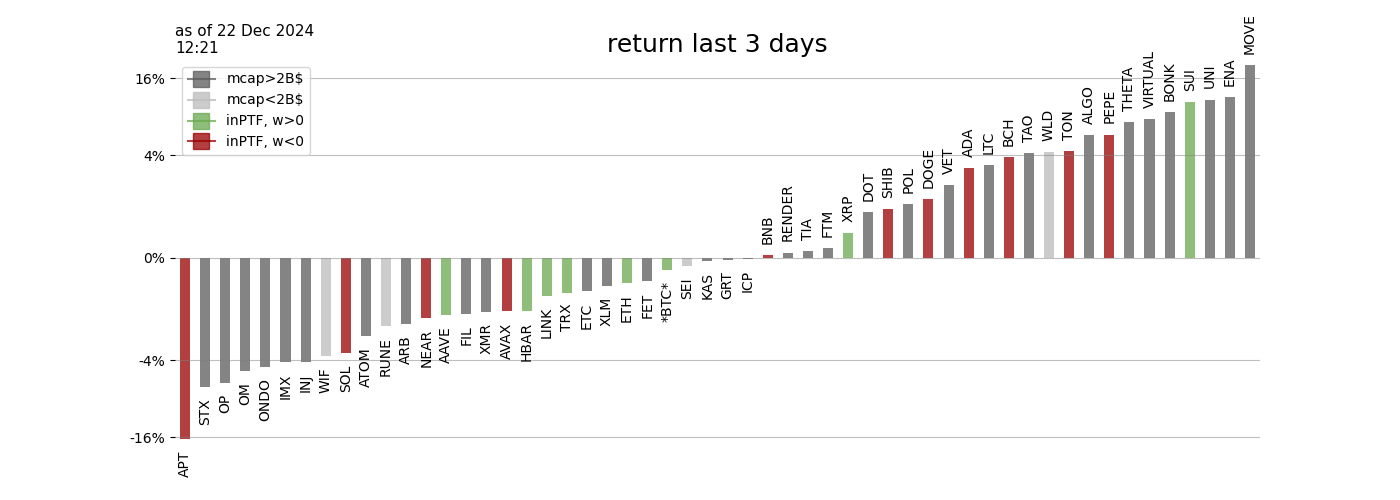 as of 22 Dec 2024
12:21
return last 3 days
mcap>2B$
mcap<2B$
inPTF, w>0
inPTF, w<0
16%
4%
0%
-4%
-16%
APT
STX
OP
OM
ONDO
IMX
INJ
WIF
SOL
ATOM
RUNE
ARB
NEAR
AAVE
FIL
XMR
AVAX
HBAR
LINK
TRX
ETC
XLM
ETH
FET
*BTC*
SEI
KAS
GRT
ICP
BNB
RENDER
TIA
FTM
XRP
DOT
SHIB
POL
DOGE
VET
ADA
LTC
BCH
TAO
WLD
TON
ALGO
PEPE
THETA
VIRTUAL
BONK
SUI
UNI
ENA
MOVE